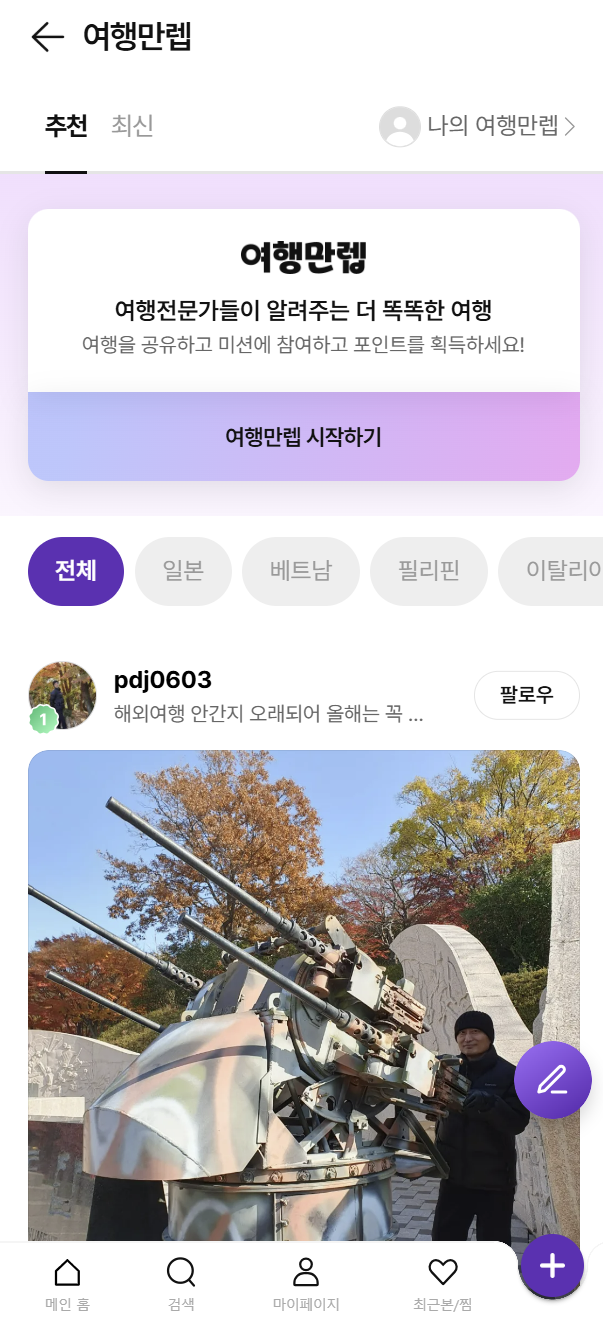 여행만렙
추천 최신 나의 여행만렙
여행만렙
여행전문가들이 알려주는 더 똑똑한 여행
여행을 공유하고 미션에 참여하고 포인트를 획득하세요!
여행만렙 시작하기
전체 일본 베트남 필리핀 이탈리아
pdj0603
해외여행 안간지 오래되어 올해는 꼭 ...
1
팔로우
메인 홈 검색 마이페이지 최근본/찜